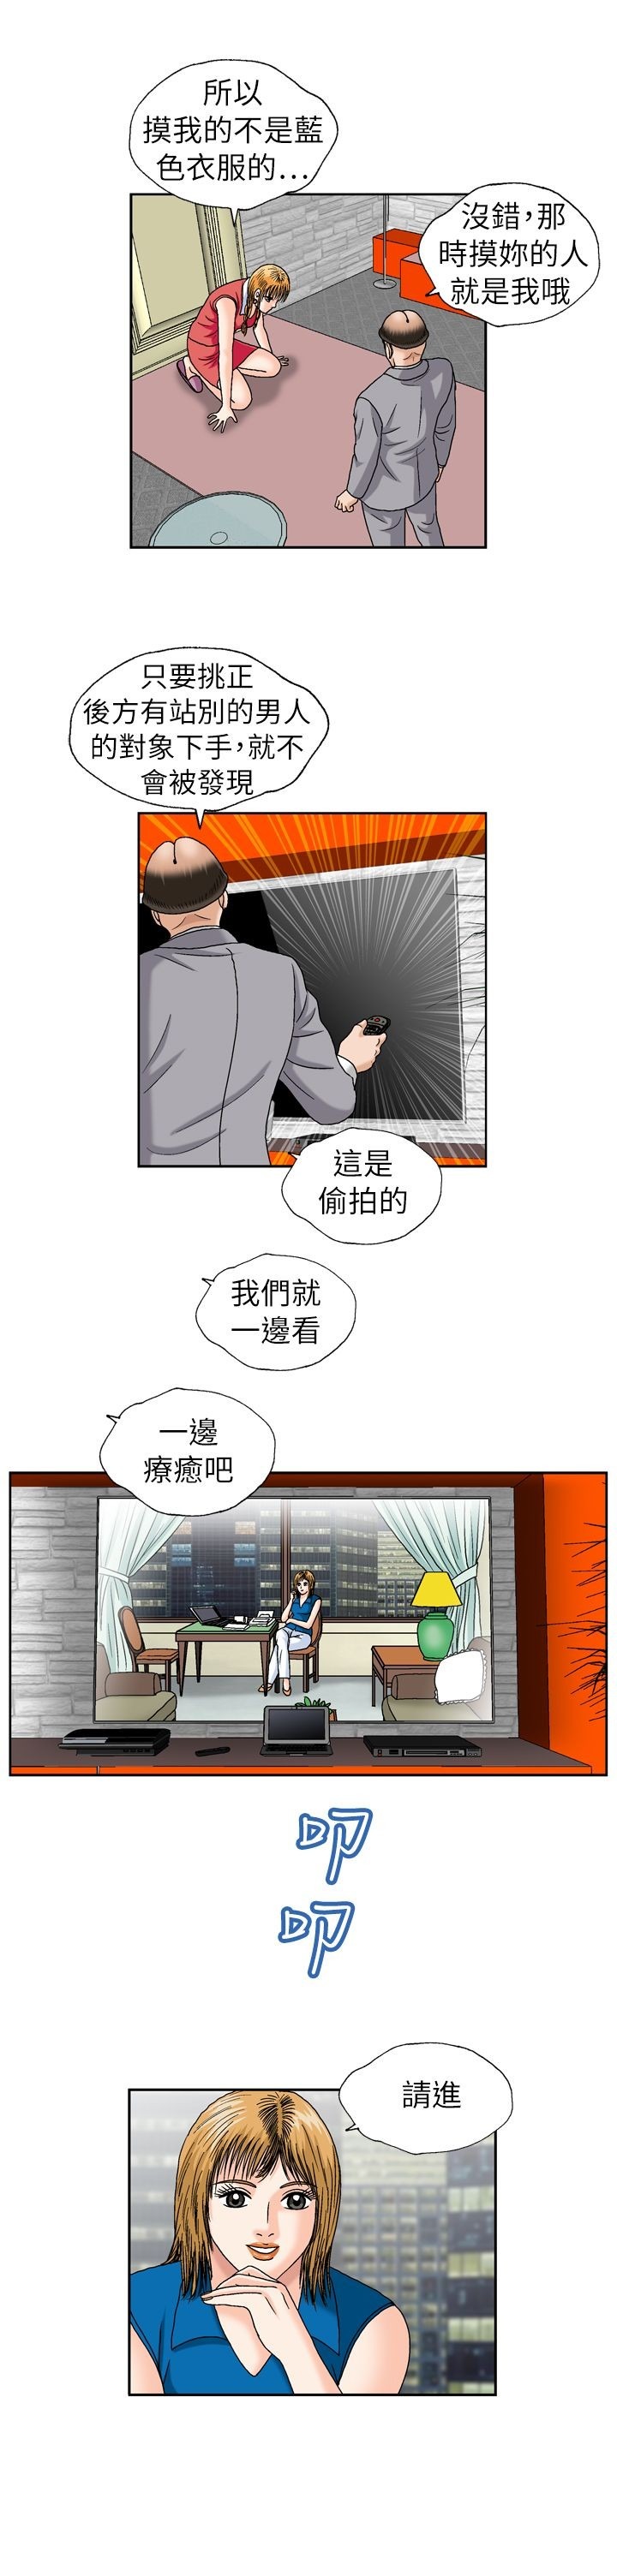 所以
摸我的不是藍
色衣服的...
沒錯，那
時摸妳的人
就是我哦
只要挑正
後方有站別的男人
的對象下手，就不
會被發現
這是
偷拍的
我們就
一邊看
一邊
療癒吧
叩
叩
請進